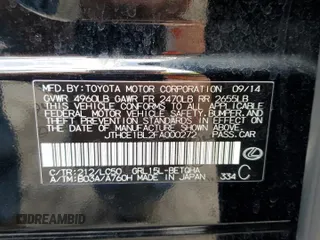 MFD.BY:TOYOTA MOTOR CORPORATION 09/14
GVWR 4960LB GAWR FR 2470LB RR 2655LB
THIS VEHICLE CONFORMS TO ALL APPLICABLE
FEDERAL MOTOR VEHICLE SAFETY, BUMPER, AND
THEFT PREVENTION STANDARDS IN EFFECT ON
THE DATE OF MANUFACTURE SHOWN ABOVE.
JTHCE1BL2FA000272 PASS.CAR
C/TR:212/LC50 GRL15L-BETQHA
A/TM:B03A/A760H MADE IN JAPAN 334 C
DREAMBID